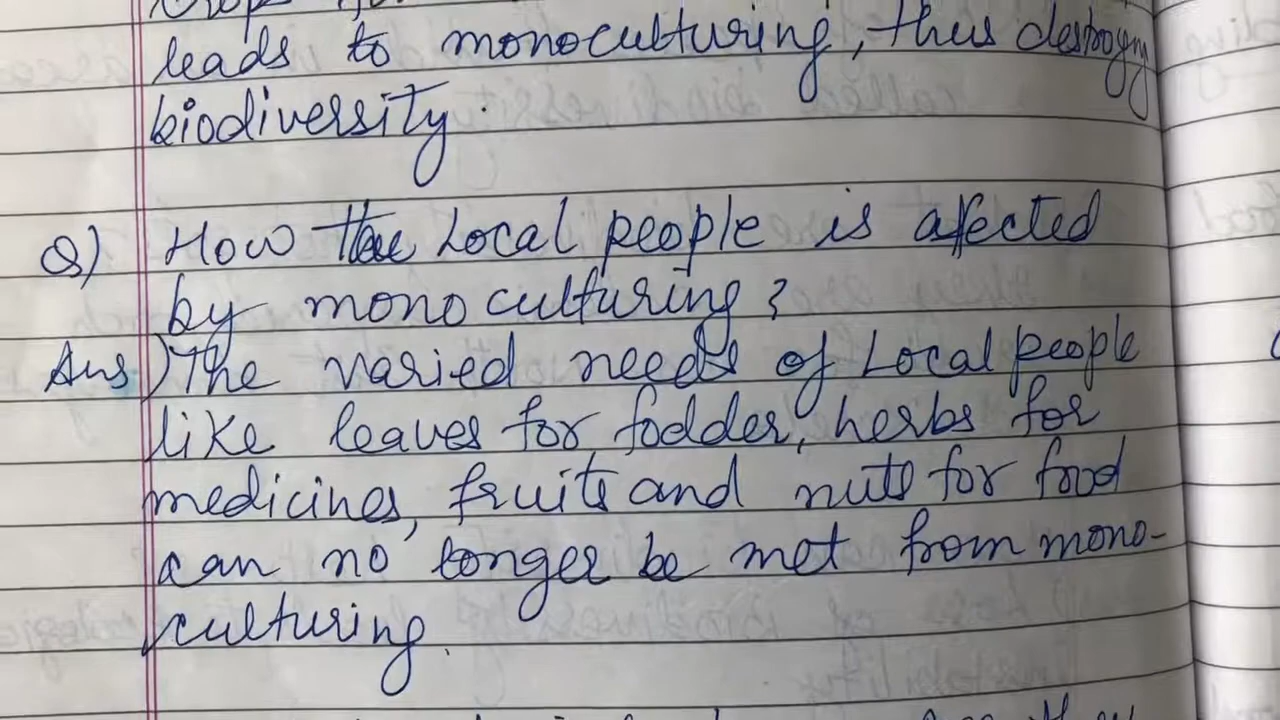 leads to monoculturing, thus destroying
biodiversity.
Q) How the Local people is affected
by monoculturing?
Ans) The varied needs of Local people
like leaves for fodder, herbs for
medicines, fruits and nuts for food
can no longer be met from mono-
culturing.